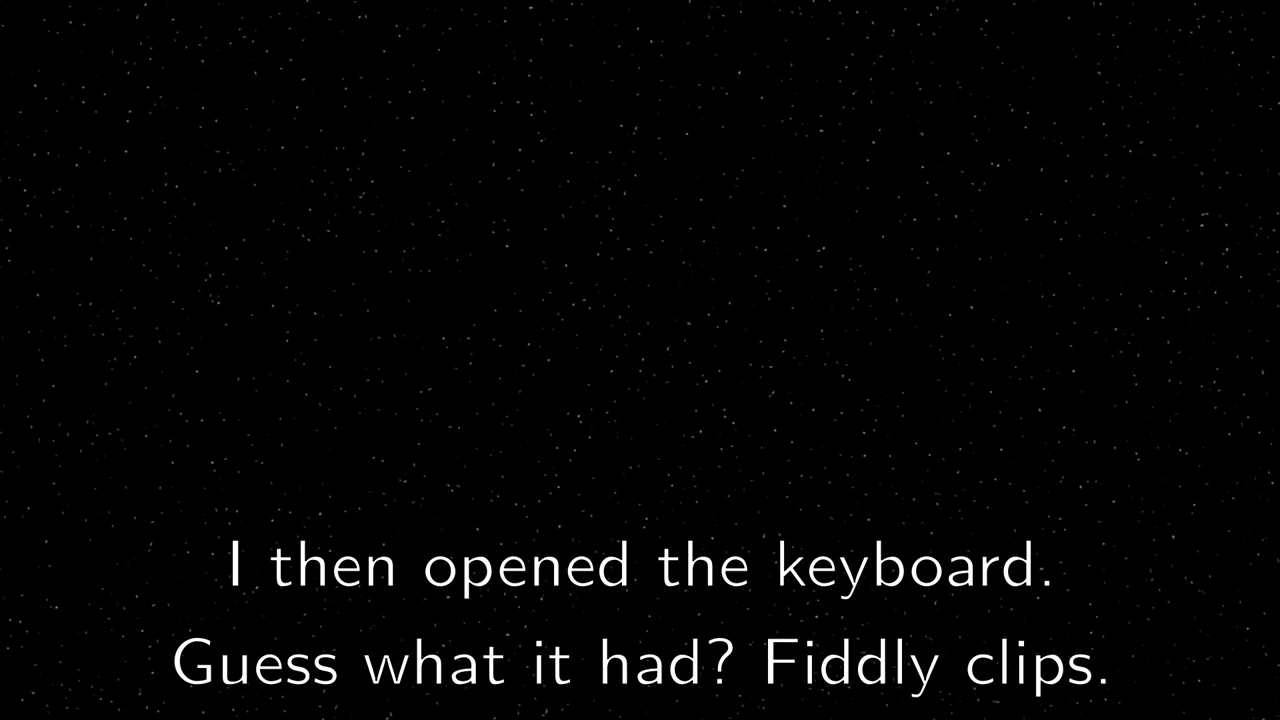 I then opened the keyboard.
Guess what it had? Fiddly clips.